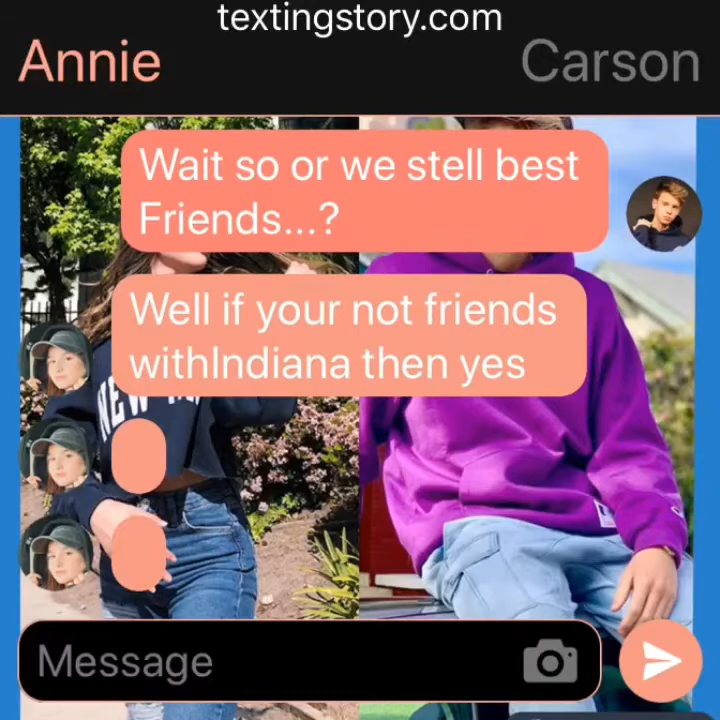 textingstory.com
Annie
Carson
Wait so or we stell best
Friends...?
Well if your not friends
withIndiana then yes
Message